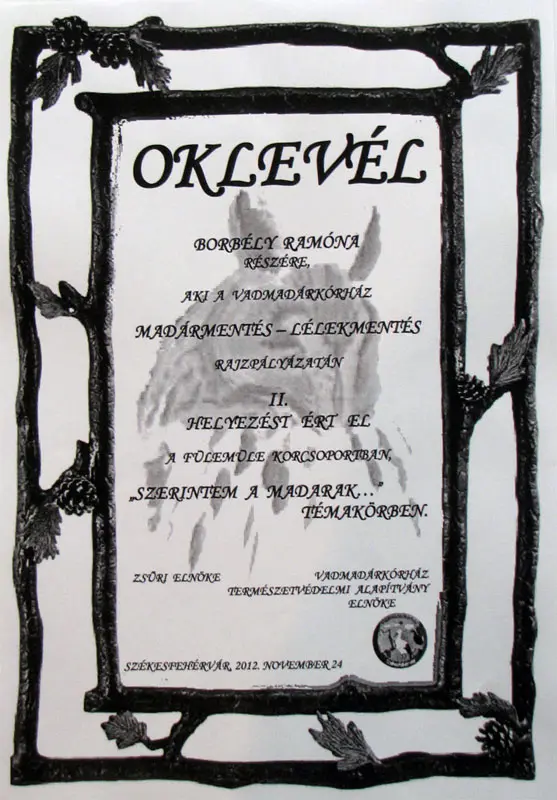 OKLEVÉL
BORBÉLY RAMÓNA
RÉSZÉRE,
AKI A VADMADÁRKÓRHÁZ
MADÁRMENTÉS – LÉLEKMENTÉS
RAJZPÁLYÁZATÁN
II.
HELYEZÉST ÉRT EL
A FÜLEMÜLE KORCSOPORTBAN,
„SZERINTEM A MADARAK…”
TÉMAKÖRBEN.
ZSŰRI ELNÖKE VADMADÁRKÓRHÁZ
TERMÉSZETVÉDELMI ALAPÍTVÁNY
ELNÖKE
SZÉKESFEHÉRVÁR, 2012. NOVEMBER 24